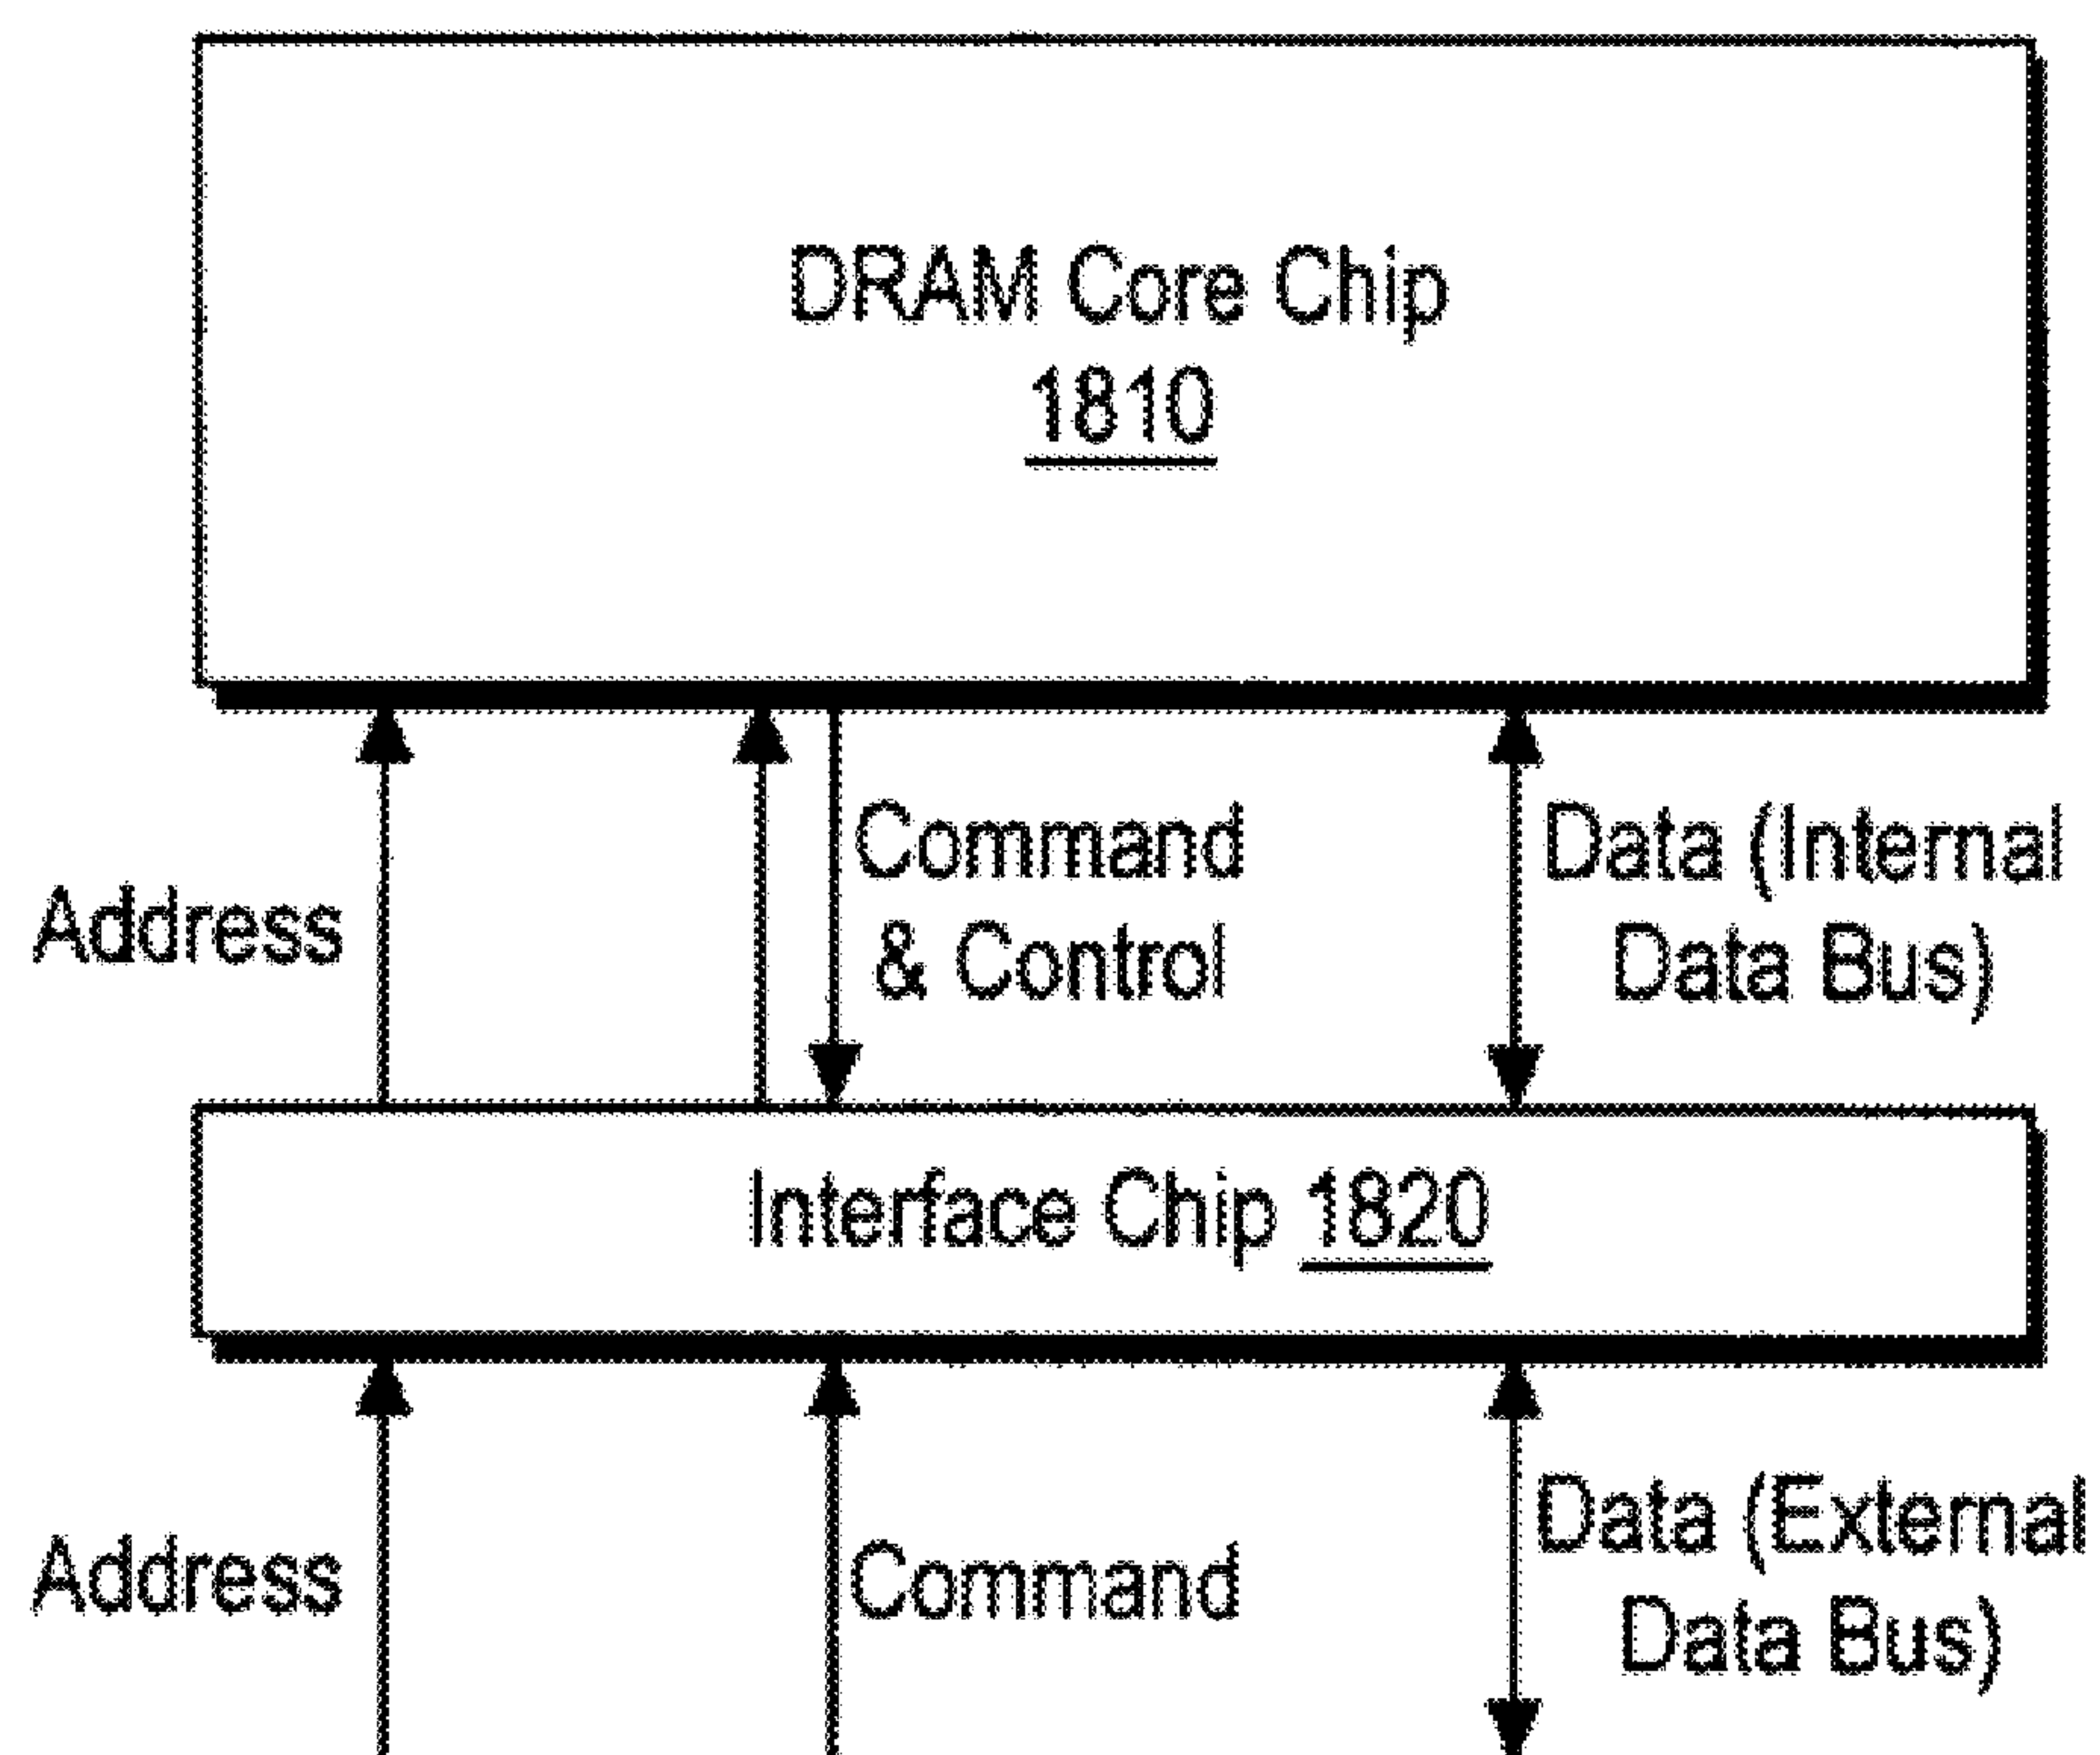 DRAM Core Chip
1810
Address
Command
& Control
Data (Internal
Data Bus)
Interface Chip 1820
Address
Command
Data (External
Data Bus)